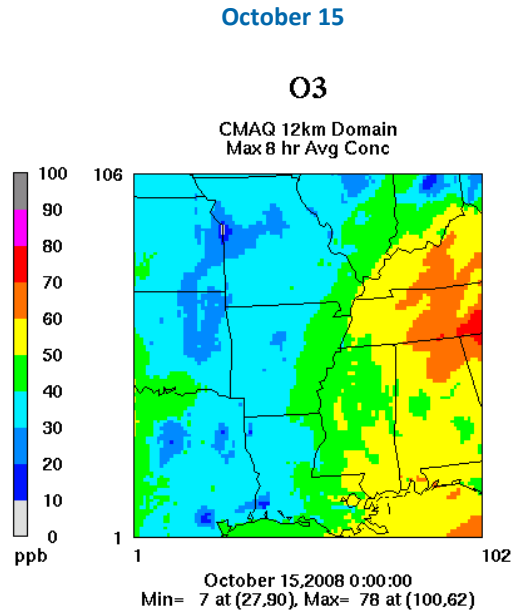 October 15
O3
CMAQ 12km Domain
Max 8 hr Avg Conc
100
90
80
70
60
50
40
30
20
10
0
ppb
106
1
1
102
October 15,2008 0:00:00
Min=  7 at (27,90), Max= 78 at (100,62)